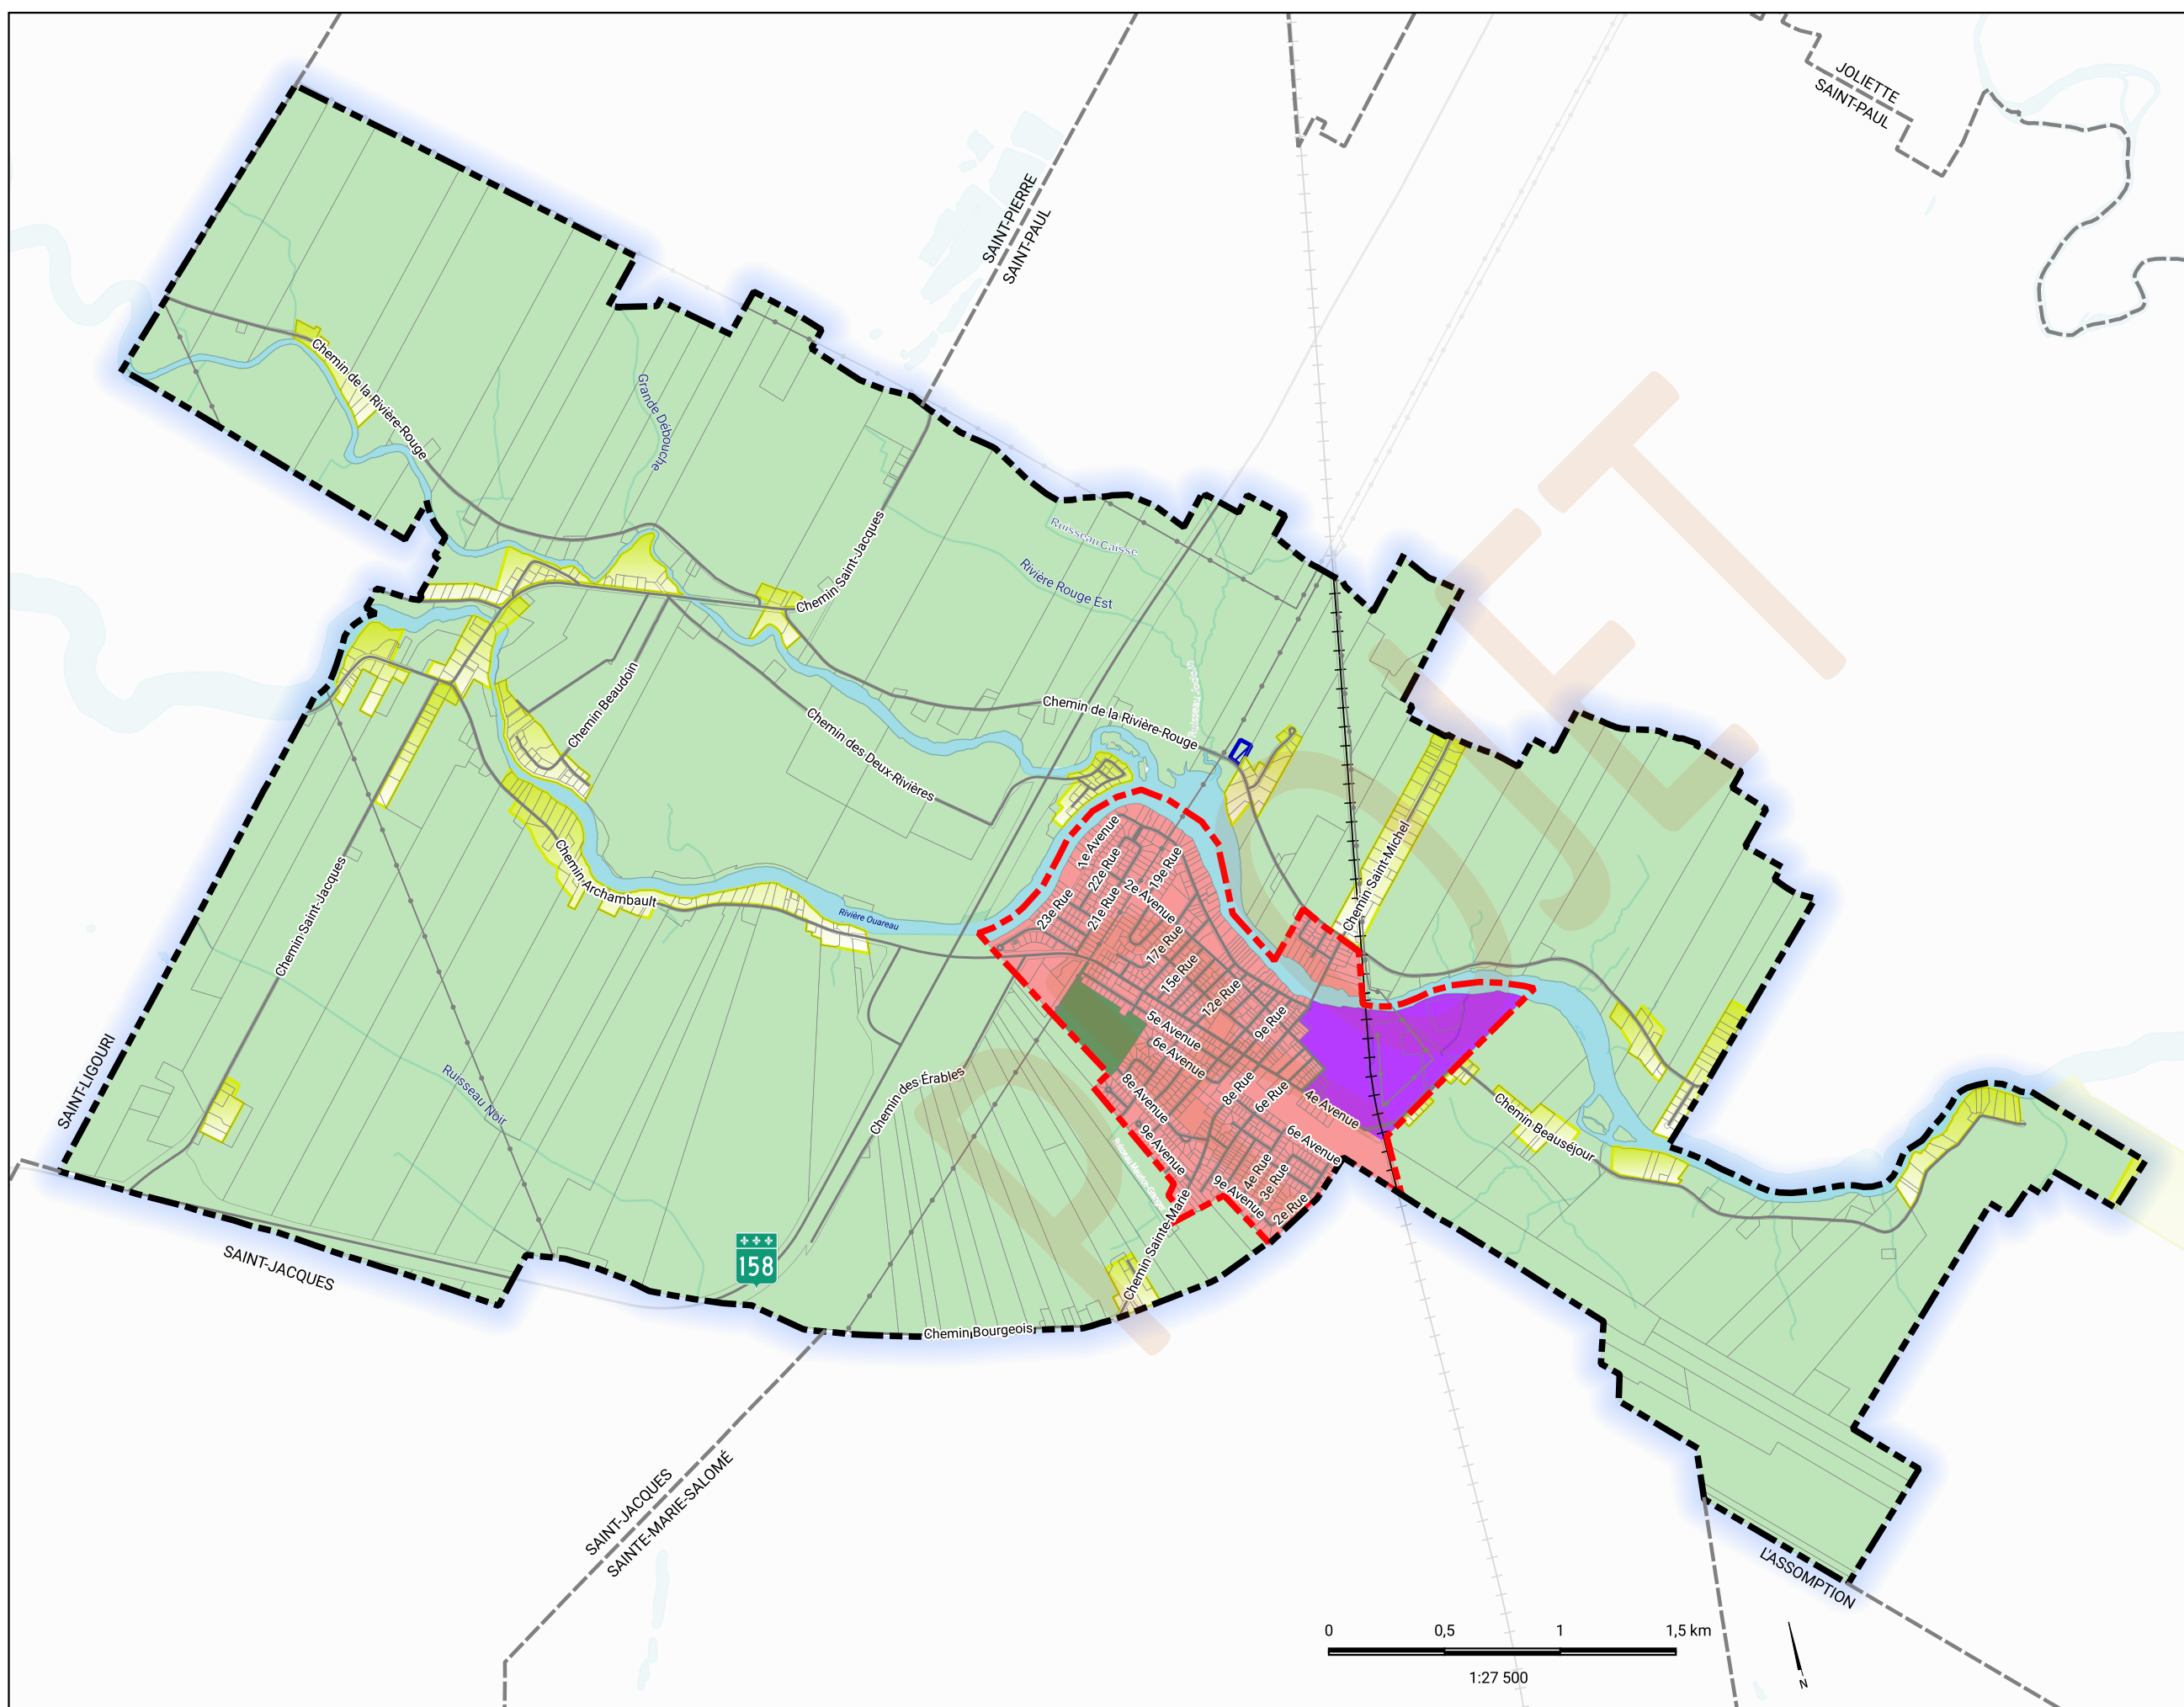 JOLIETTE
SAINT-PAUL
SAINT-PIERRE
SAINT-PAUL
Chemin de la Rivière-Rouge
Grande Débouche
Chemin Saint-Jacques
Ruisseau Caisse
Rivière Rouge Est
PROJET
Chemin Beaudoin
Chemin des Deux-Rivières
Chemin de la Rivière-Rouge
Chemin Saint-Michel
Chemin Archambault
Chemin Saint-Jacques
Rivière Ouareau
1e Avenue
22e Rue
19e Rue
23e Rue
21e Rue
2e Avenue
17e Rue
15e Rue
12e Rue
9e Rue
5e Avenue
6e Avenue
8e Avenue
8e Rue
6e Rue
4e Avenue
9e Avenue
6e Avenue
4e Rue
3e Rue
9e Avenue
2e Rue
Chemin Beauséjour
Chemin des Érables
Ruisseau Noir
SAINT-LIGOURI
Chemin Sainte-Marie
158
SAINT-JACQUES
Chemin Bourgeois
SAINT-JACQUES
SAINTE-MARIE-SALOMÉ
L'ASSOMPTION
0 0,5 1 1,5 km
1:27 500
N